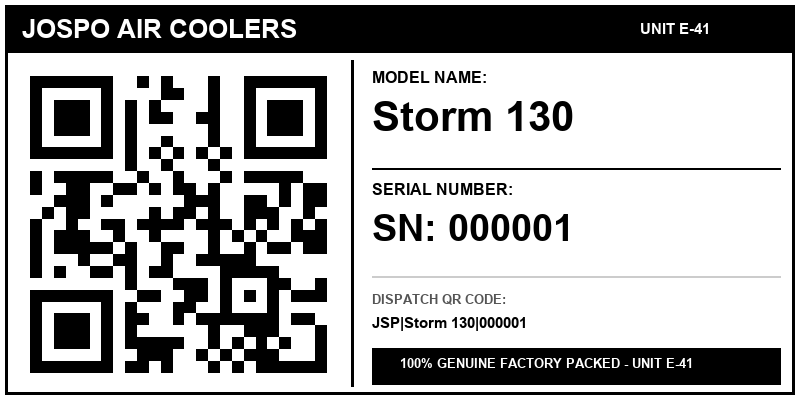 JOSPO AIR COOLERS
UNIT E-41
MODEL NAME:
Storm 130
SERIAL NUMBER:
SN: 000001
DISPATCH QR CODE:
JSP|Storm 130|000001
100% GENUINE FACTORY PACKED - UNIT E-41